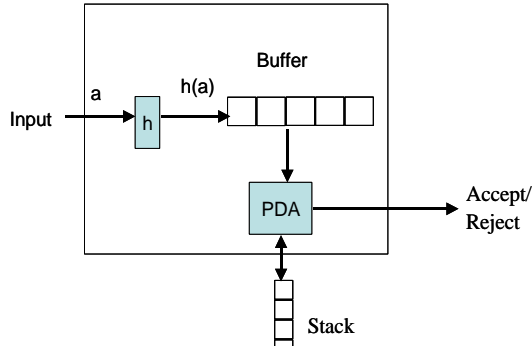 Buffer
a
h(a)
Input
h
PDA
Accept/
Reject
Stack